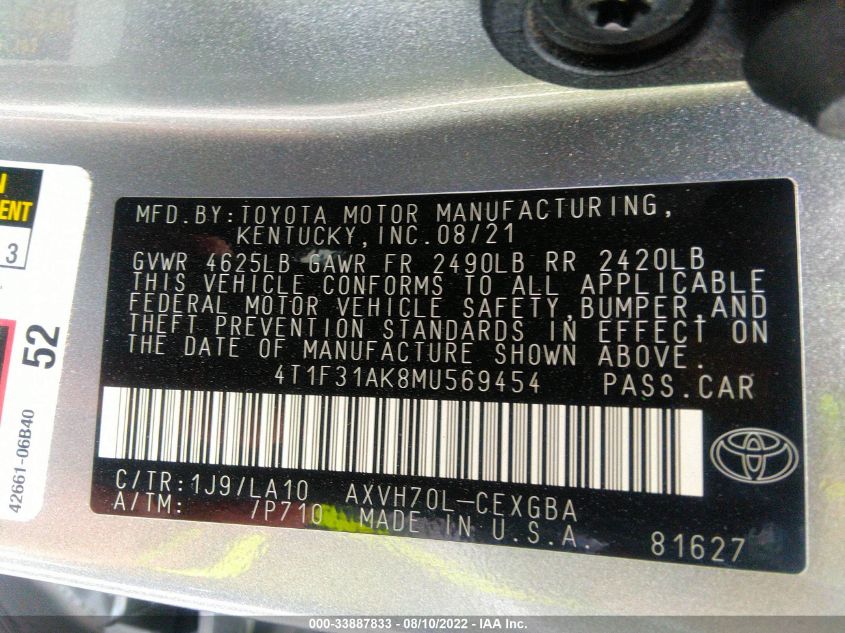 N
ENT
3
52
42661-06B40
MFD.BY:TOYOTA MOTOR MANUFACTURING,
KENTUCKY,INC.08/21
GVWR 4625LB GAWR FR 2490LB RR 2420LB
THIS VEHICLE CONFORMS TO ALL APPLICABLE
FEDERAL MOTOR VEHICLE SAFETY,BUMPER,AND
THEFT PREVENTION STANDARDS IN EFFECT ON
THE DATE OF MANUFACTURE SHOWN ABOVE.
4T1F31AK8MU569454 PASS.CAR
C/TR:1J9/LA10 AXVH70L-CEXGBA
A/TM: /P710 MADE IN U.S.A. 81627
000-33887833 - 08/10/2022 - IAA Inc.